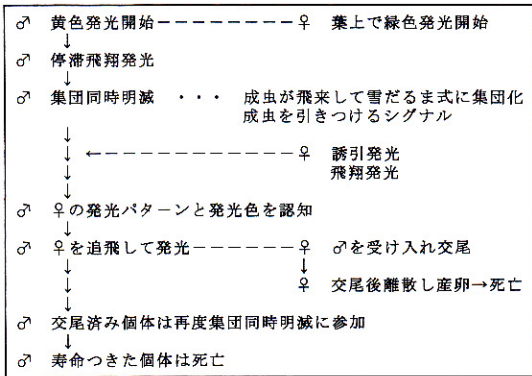 ♂ 黄色発光開始－－－－－－－－♀ 葉上で緑色発光開始
↓
♂ 停滞飛翔発光
↓
♂ 集団同時明滅 ・・・ 成虫が飛来して雪だるま式に集団化
成虫を引きつけるシグナル
↓
↓ ←－－－－－－－－－－－－♀ 誘引発光
↓ 飛翔発光
↓
♂ ♀の発光パターンと発光色を認知
↓
♂ ♀を追飛して発光－－－－－－♀ ♂を受け入れ交尾
↓ ↓
↓ ♀ 交尾後離散し産卵→死亡
↓
♂ 交尾済み個体は再度集団同時明滅に参加
↓
♂ 寿命つきた個体は死亡